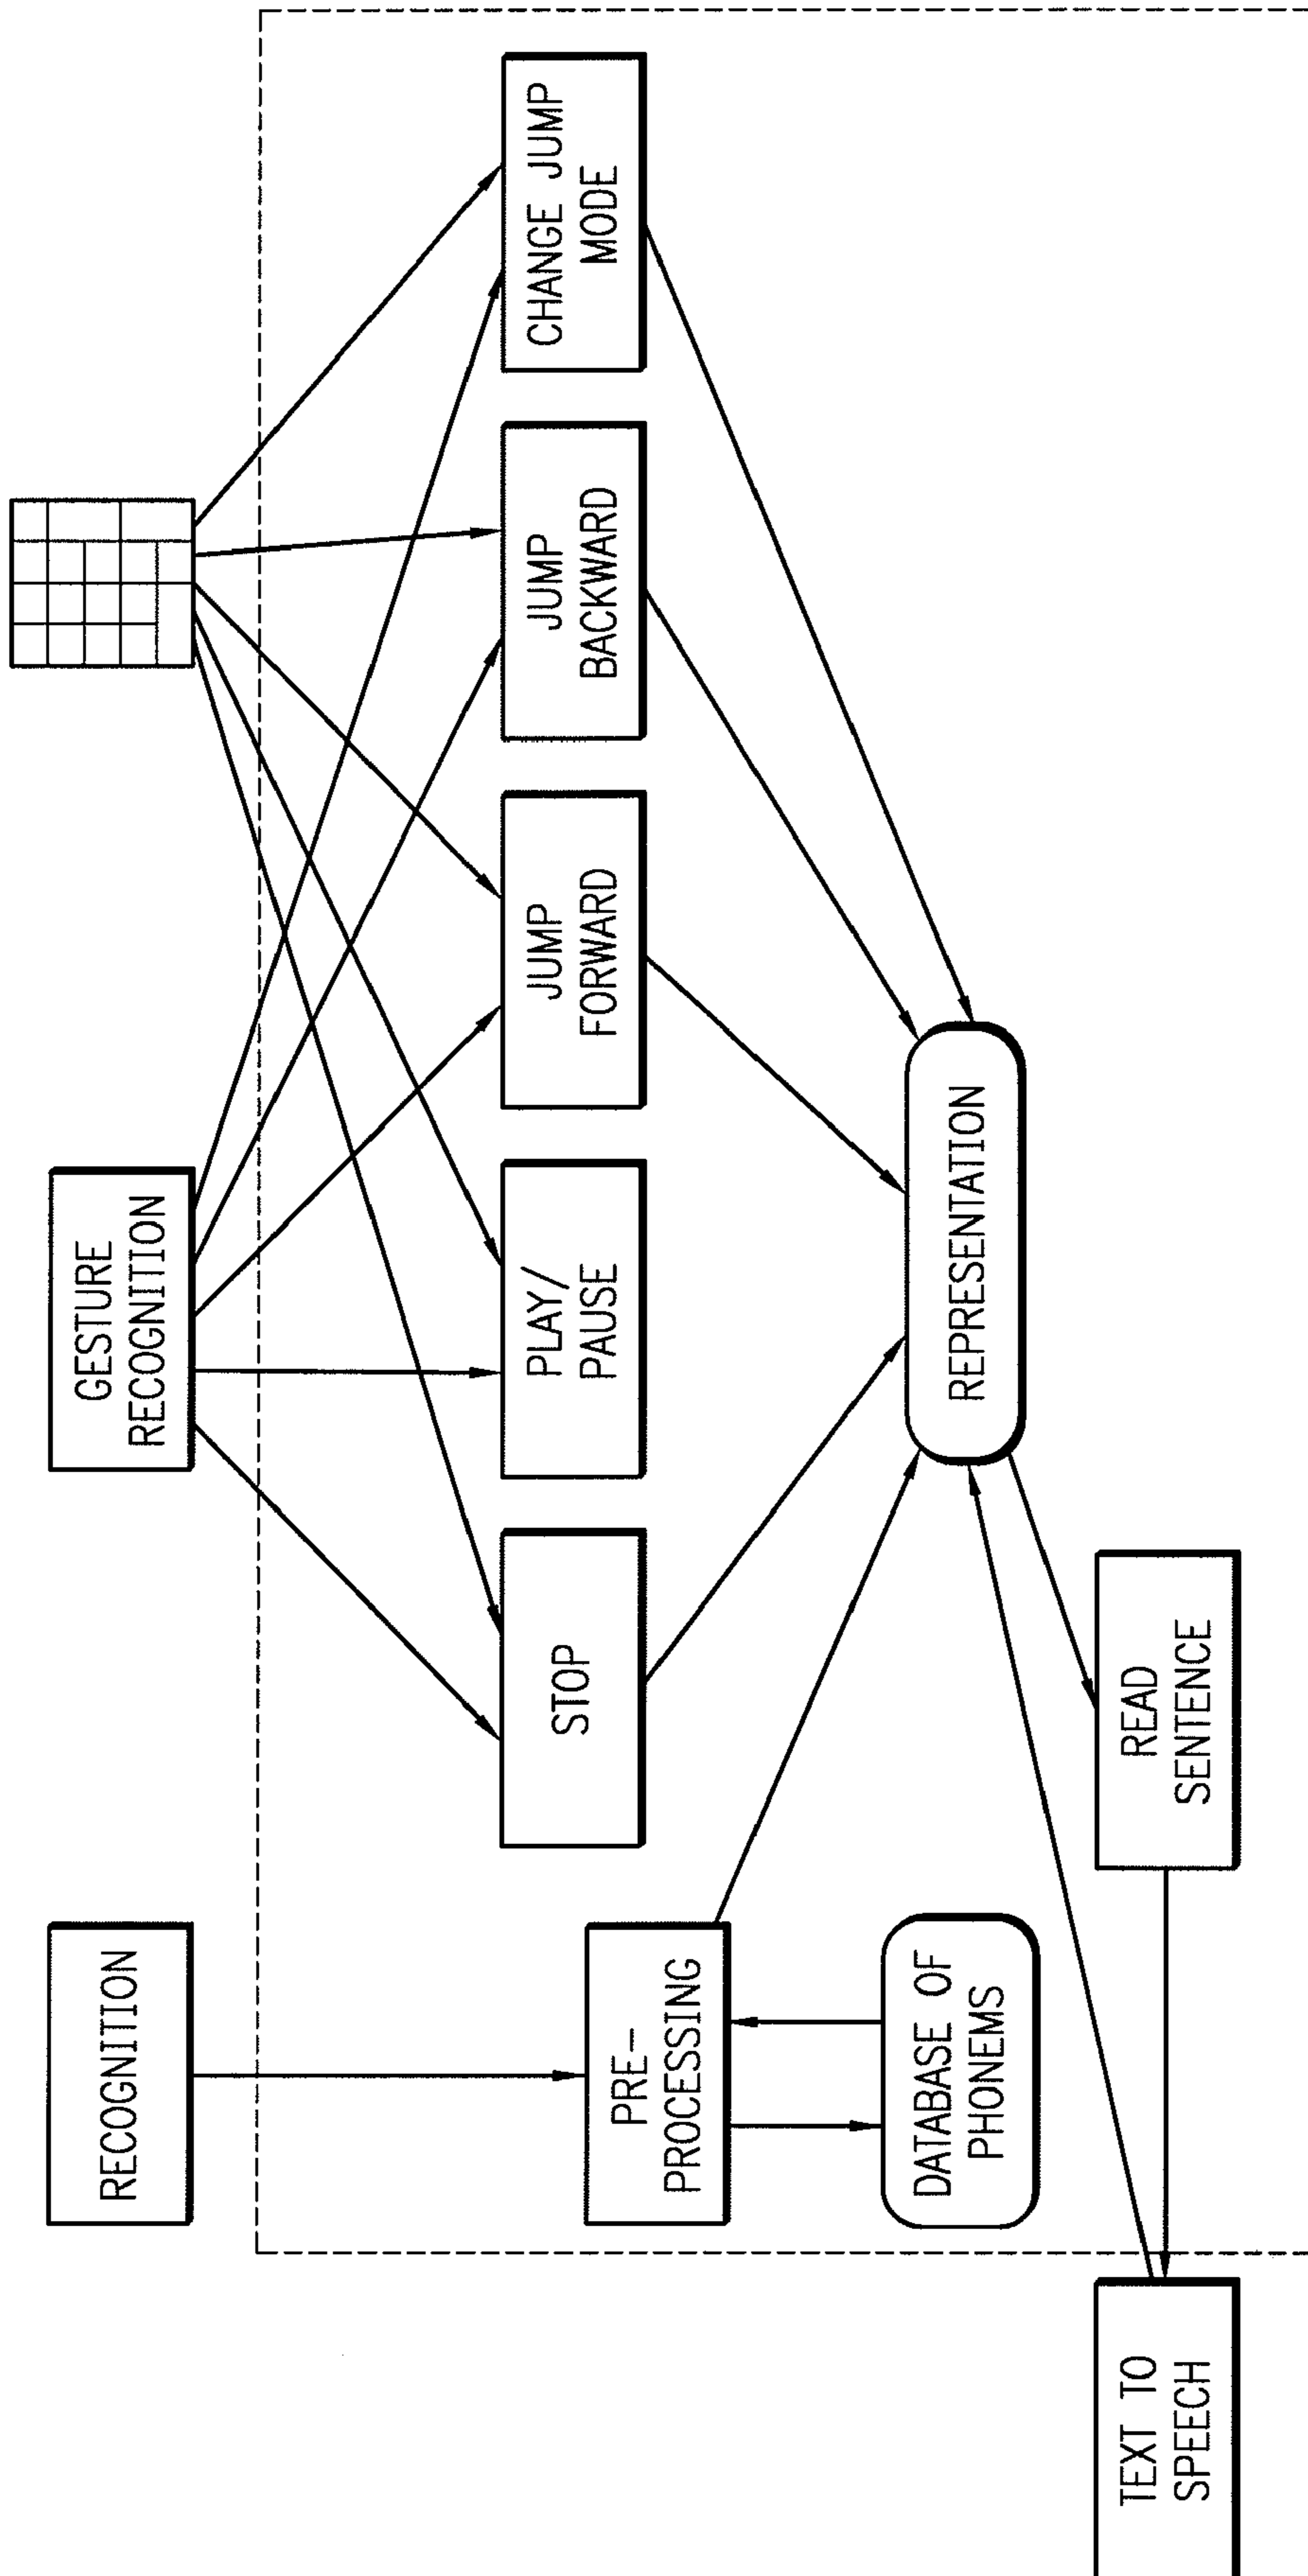 RECOGNITION
GESTURE
RECOGNITION
PRE-
PROCESSING
DATABASE OF
PHONEMS
STOP
PLAY/
PAUSE
JUMP
FORWARD
JUMP
BACKWARD
CHANGE JUMP
MODE
REPRESENTATION
TEXT TO
SPEECH
READ
SENTENCE